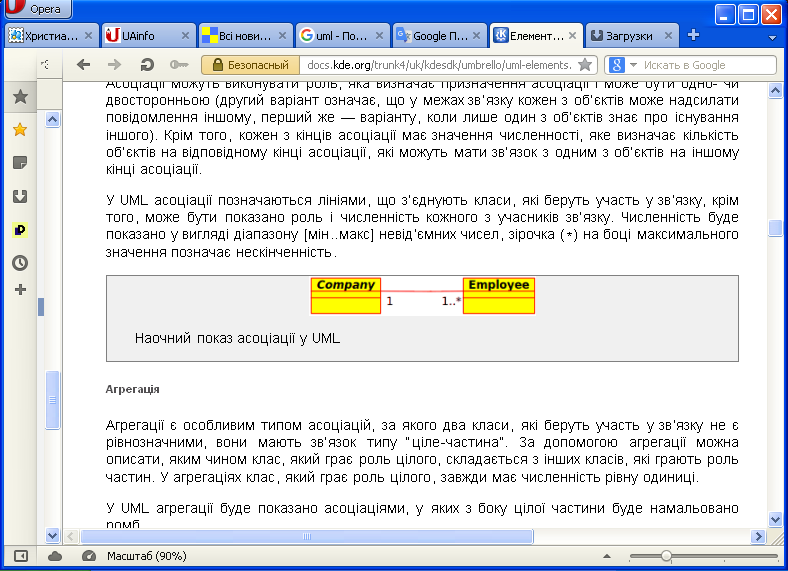 Opera
Христиа...
UAinfo
Всі нови...
uml - По...
Google П...
Елемент...
Загрузки
Безопасный
docs.kde.org/trunk4/uk/kdesdk/umbrello/uml-elements.
Искать в Google
Асоціації можуть виконувати роль, яка визначає призначення асоціації і може бути одно- чи
двосторонньою (другий варіант означає, що у межах зв'язку кожен з об'єктів може надсилати
повідомлення іншому, перший же — варіанту, коли лише один з об'єктів знає про існування
іншого). Крім того, кожен з кінців асоціації має значення численності, яке визначає кількість
об'єктів на відповідному кінці асоціації, які можуть мати зв'язок з одним з об'єктів на іншому
кінці асоціації.
У UML асоціації позначаються лініями, що з'єднують класи, які беруть участь у зв'язку, крім
того, може бути показано роль і численність кожного з учасників зв'язку. Численність буде
показано у вигляді діапазону [мін..макс] невід'ємних чисел, зірочка (*) на боці максимального
значення позначає нескінченність.
Company
Employee
1
1..*
Наочний показ асоціації у UML
Агрегація
Агрегації є особливим типом асоціацій, за якого два класи, які беруть участь у зв'язку не є
рівнозначними, вони мають зв'язок типу "ціле-частина". За допомогою агрегації можна
описати, яким чином клас, який грає роль цілого, складається з інших класів, які грають роль
частин. У агрегаціях клас, який грає роль цілого, завжди має численність рівну одиниці.
У UML агрегації буде показано асоціаціями, у яких з боку цілої частини буде намальовано
ромб.
Масштаб (90%)